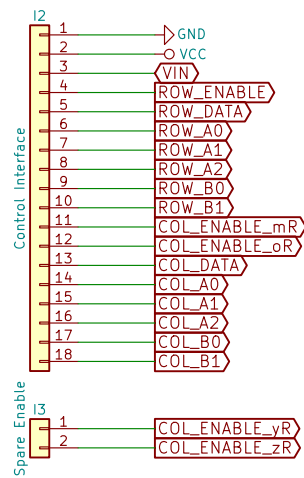 I2
Control Interface
1 GND
2 VCC
3 VIN
4 ROW_ENABLE
5 ROW_DATA
6 ROW_A0
7 ROW_A1
8 ROW_A2
9 ROW_B0
10 ROW_B1
11 COL_ENABLE_mR
12 COL_ENABLE_oR
13 COL_DATA
14 COL_A0
15 COL_A1
16 COL_A2
17 COL_B0
18 COL_B1
I3
Spare Enable
1 COL_ENABLE_yR
2 COL_ENABLE_zR